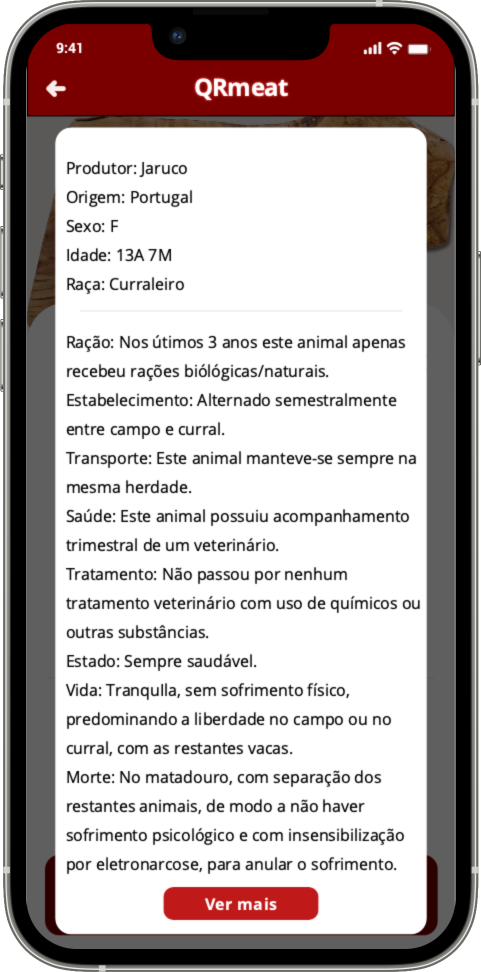 9:41
QRmeat
Produtor: Jaruco
Origem: Portugal
Sexo: F
Idade: 13A 7M
Raça: Curraleiro
Ração: Nos útimos 3 anos este animal apenas
recebeu rações biólógicas/naturais.
Estabelecimento: Alternado semestralmente
entre campo e curral.
Transporte: Este animal manteve-se sempre na
mesma herdade.
Saúde: Este animal possuiu acompanhamento
trimestral de um veterinário.
Tratamento: Não passou por nenhum
tratamento veterinário com uso de químicos ou
outras substâncias.
Estado: Sempre saudável.
Vida: Tranqulla, sem sofrimento físico,
predominando a liberdade no campo ou no
curral, com as restantes vacas.
Morte: No matadouro, com separação dos
restantes animais, de modo a não haver
sofrimento psicológico e com insensibilização
por eletronarcose, para anular o sofrimento.
Ver mais